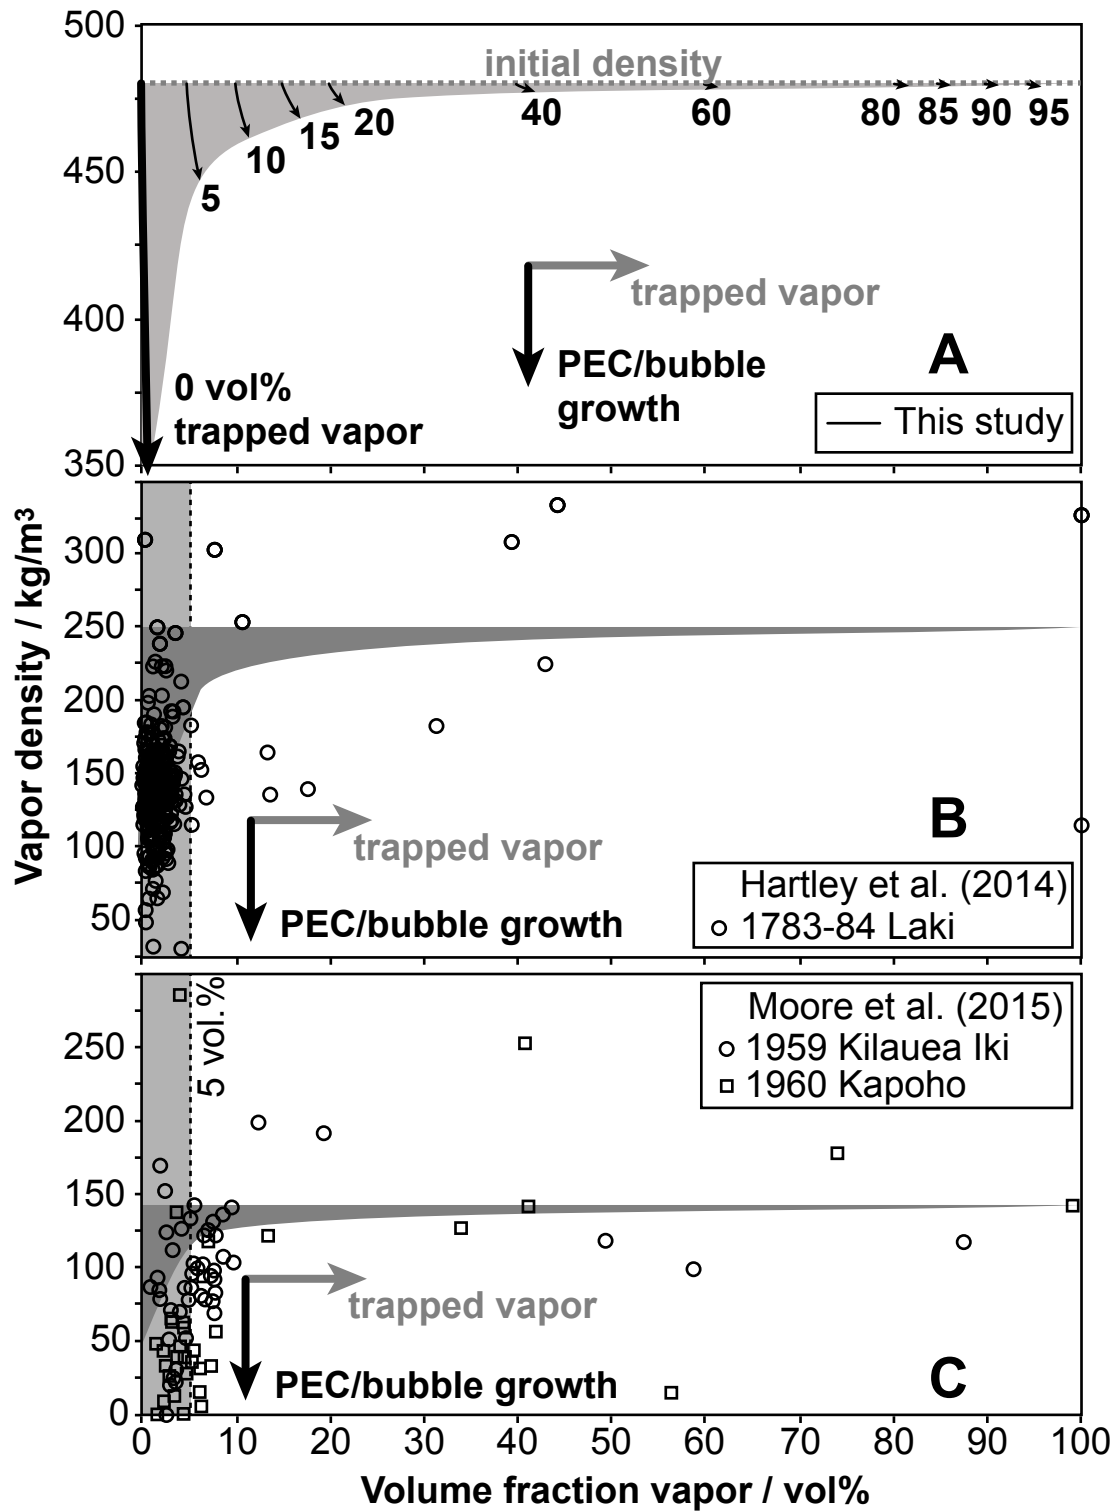 500
450
400
350
initial density
5
10
15
20
40
60
80
85
90
95
trapped vapor
PEC/bubble
growth
0 vol%
trapped vapor
A
This study
Vapor density / kg/m³
300
250
200
150
100
50
trapped vapor
PEC/bubble growth
B
Hartley et al. (2014)
1783-84 Laki
250
200
150
100
50
0
5 vol.%
Moore et al. (2015)
1959 Kilauea Iki
1960 Kapoho
trapped vapor
PEC/bubble growth
C
0 10 20 30 40 50 60 70 80 90 100
Volume fraction vapor / vol%